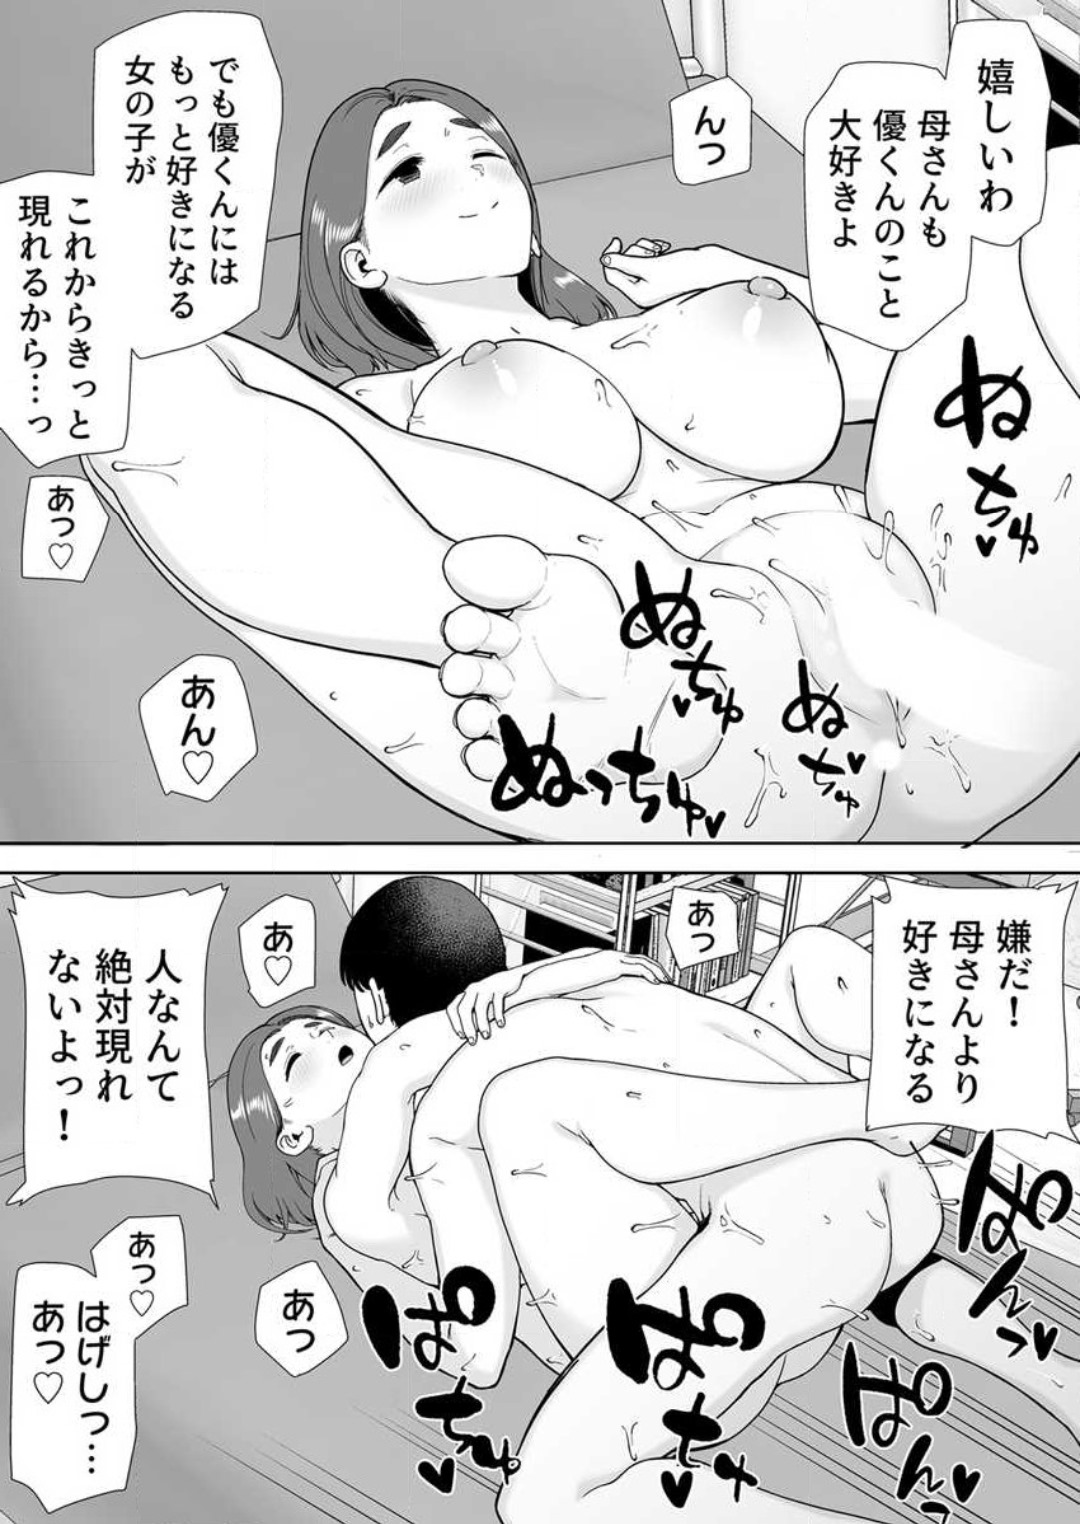 嬉しいわ
母さんも
優くんのこと
大好きよ
んっ
でも優くんには
もっと好きになる
女の子が
これからきっと
現れるから…っ
ぬちゅ
あっ♡
ぬちゅ
あん♡
ぬぢゅ
ぬっちゅ
嫌だ！
母さんより
好きになる
あっ
あ♡
人なんて
絶対現れ
ないよっ！
ぱんっ
あっ♡
はげしっ…
あっ♡
あっ
ぱちゅ
ぱちゅ
ぱんっ